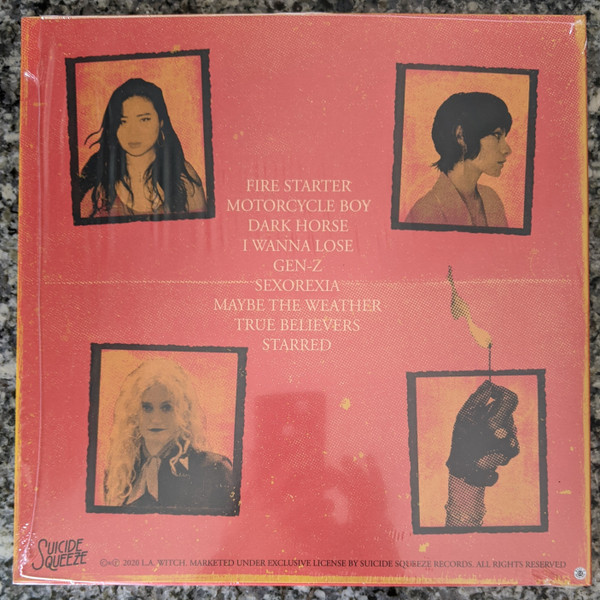 FIRE STARTER
MOTORCYCLE BOY
DARK HORSE
I WANNA LOSE
GEN-Z
SEXOREXIA
MAYBE THE WEATHER
TRUE BELIEVERS
STARRED
SUICIDE
SQUEEZE
©℗ 2020 L.A. WITCH. MARKETED UNDER EXCLUSIVE LICENSE BY SUICIDE SQUEEZE RECORDS. ALL RIGHTS RESERVED